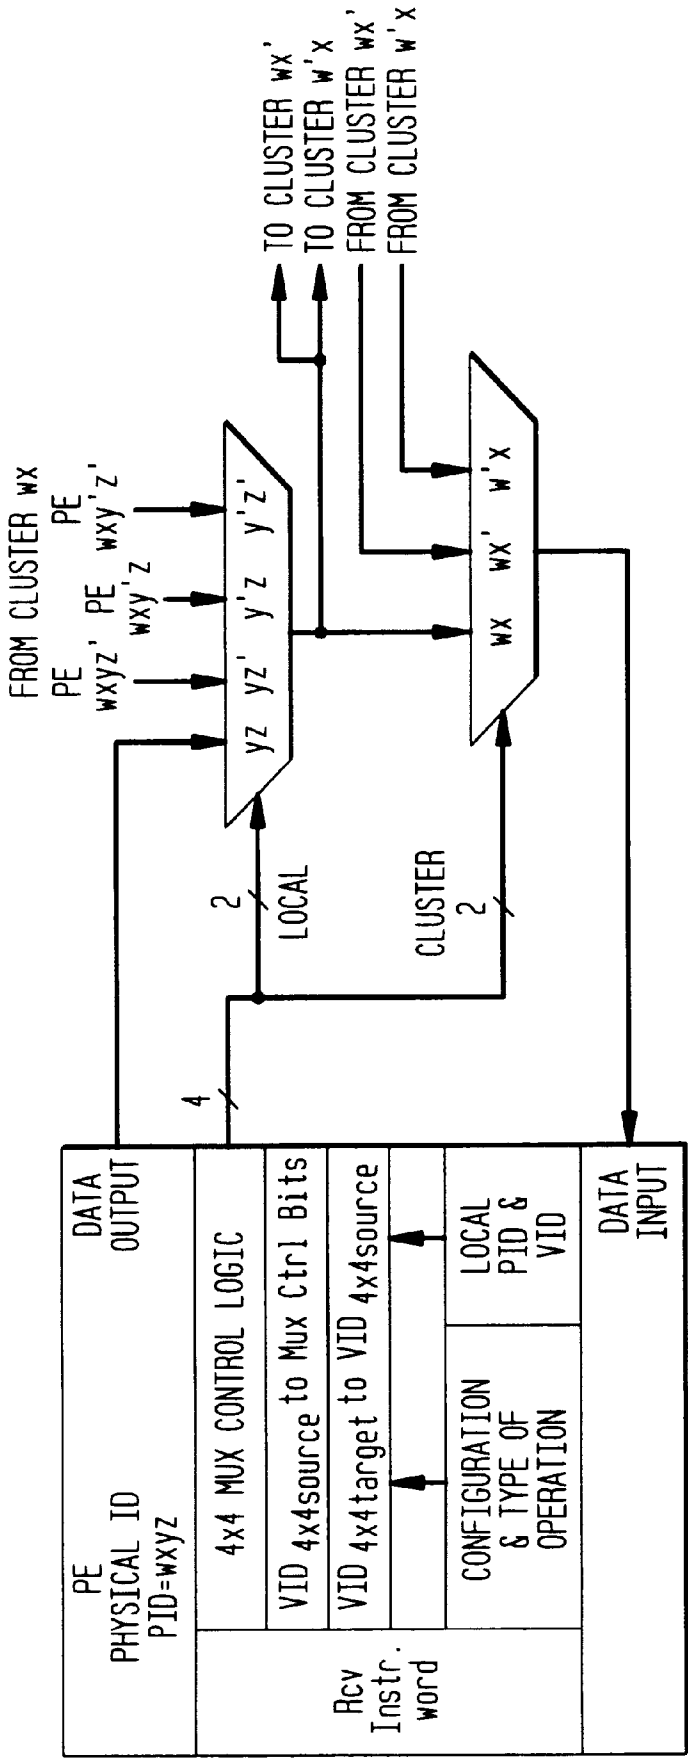 PE
PHYSICAL ID
PID=wxyz
DATA
OUTPUT
4x4 MUX CONTROL LOGIC
VID 4x4source to Mux Ctrl Bits
VID 4x4target to VID 4x4source
Rcv
Instr.
word
CONFIGURATION
& TYPE OF
OPERATION
LOCAL
PID &
VID
DATA
INPUT
4
2
LOCAL
CLUSTER
2
FROM CLUSTER wx
PE
wxyz'
PE
wxy'z
PE
wxy'z'
yz yz' y'z y'z'
wx wx' w'x
TO CLUSTER wx'
TO CLUSTER w'x
FROM CLUSTER wx'
FROM CLUSTER w'x